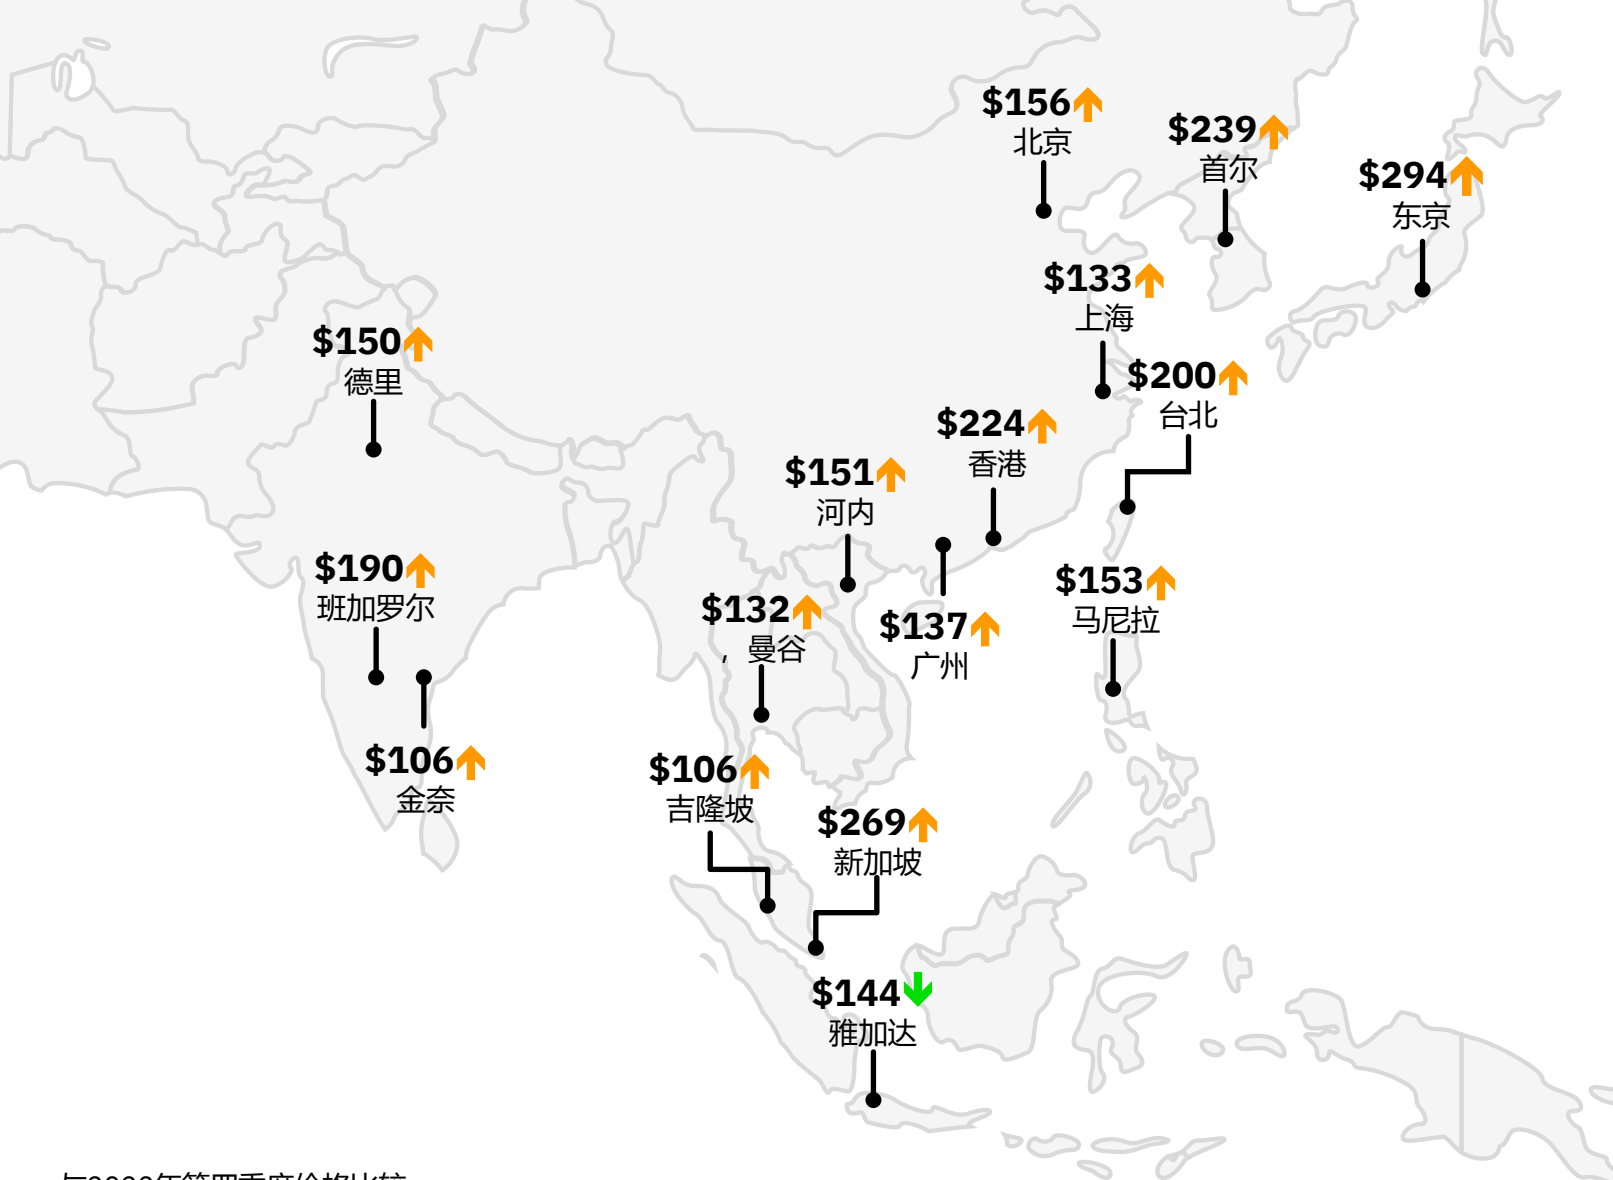 $156
北京
$239
首尔
$294
东京
$133
上海
$150
德里
$200
台北
$224
香港
$151
河内
$190
班加罗尔
$153
马尼拉
$132
，曼谷
$137
广州
$106
金奈
$106
吉隆坡
$269
新加坡
$144
雅加达